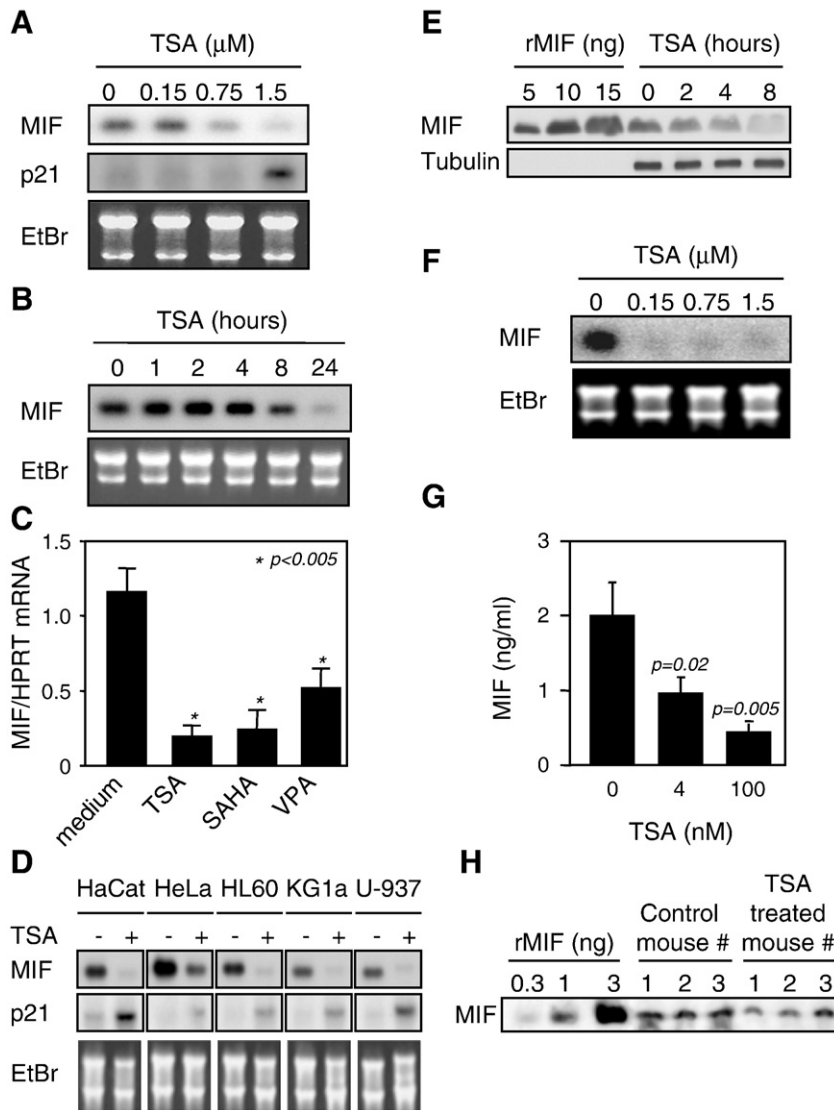 A
TSA (μM)
0 0.15 0.75 1.5
MIF
p21
EtBr
B
TSA (hours)
0 1 2 4 8 24
MIF
EtBr
C
MIF/HPRT mRNA
1.5
1.0
0.5
0
* p<0.005
* * *
medium TSA SAHA VPA
D
HaCat HeLa HL60 KG1a U-937
TSA - + - + - + - + - +
MIF
p21
EtBr
E
rMIF (ng) TSA (hours)
5 10 15 0 2 4 8
MIF
Tubulin
F
TSA (μM)
0 0.15 0.75 1.5
MIF
EtBr
G
MIF (ng/ml)
3
2
1
0
p=0.02
p=0.005
0 4 100
TSA (nM)
H
rMIF (ng) Control mouse # TSA treated mouse #
0.3 1 3 1 2 3 1 2 3
MIF